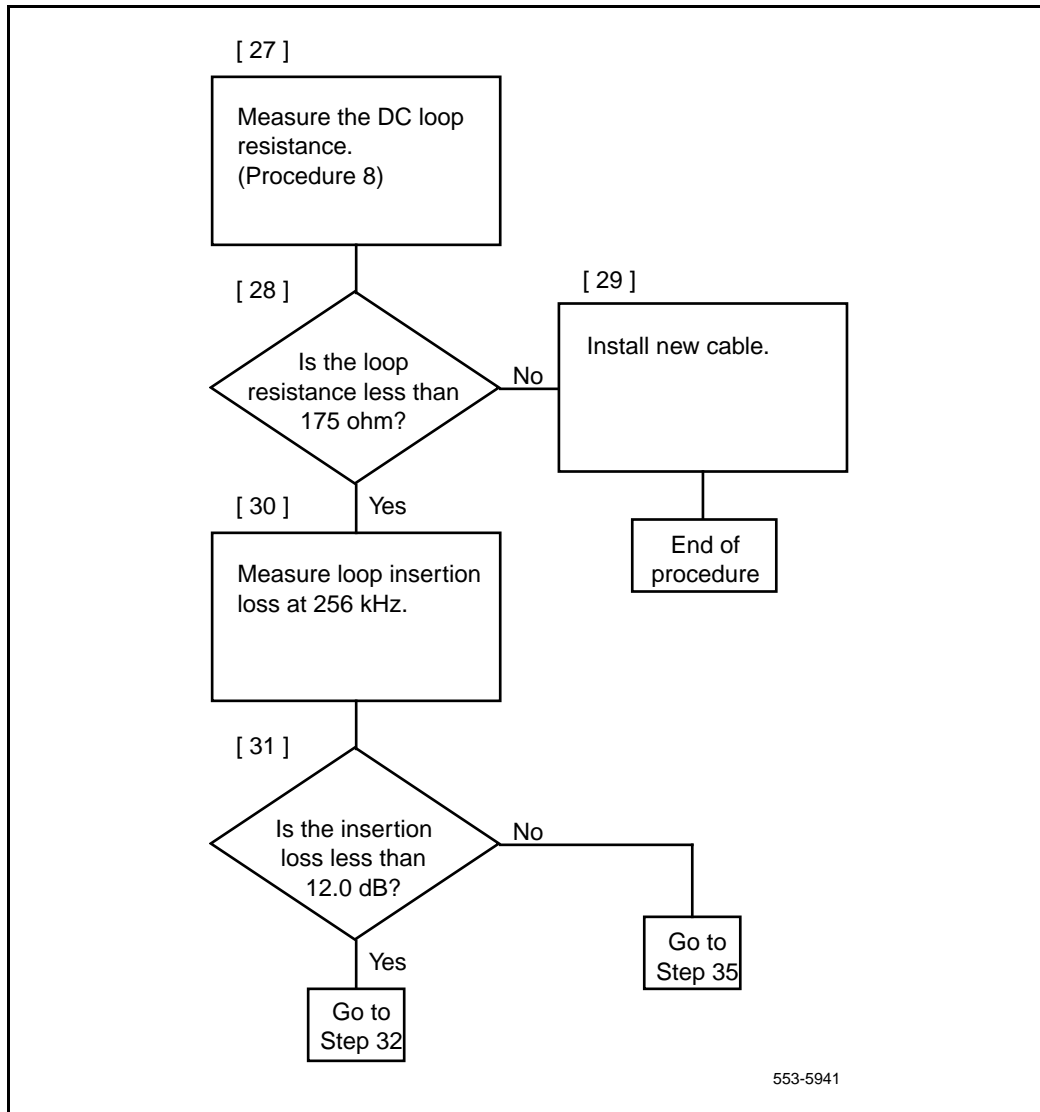 [ 27 ]
Measure the DC loop
resistance.
(Procedure 8)
[ 28 ]
Is the loop
resistance less than
175 ohm?
No
[ 29 ]
Install new cable.
End of
procedure
Yes
[ 30 ]
Measure loop insertion
loss at 256 kHz.
[ 31 ]
Is the insertion
loss less than
12.0 dB?
No
Go to
Step 35
Yes
Go to
Step 32
553-5941